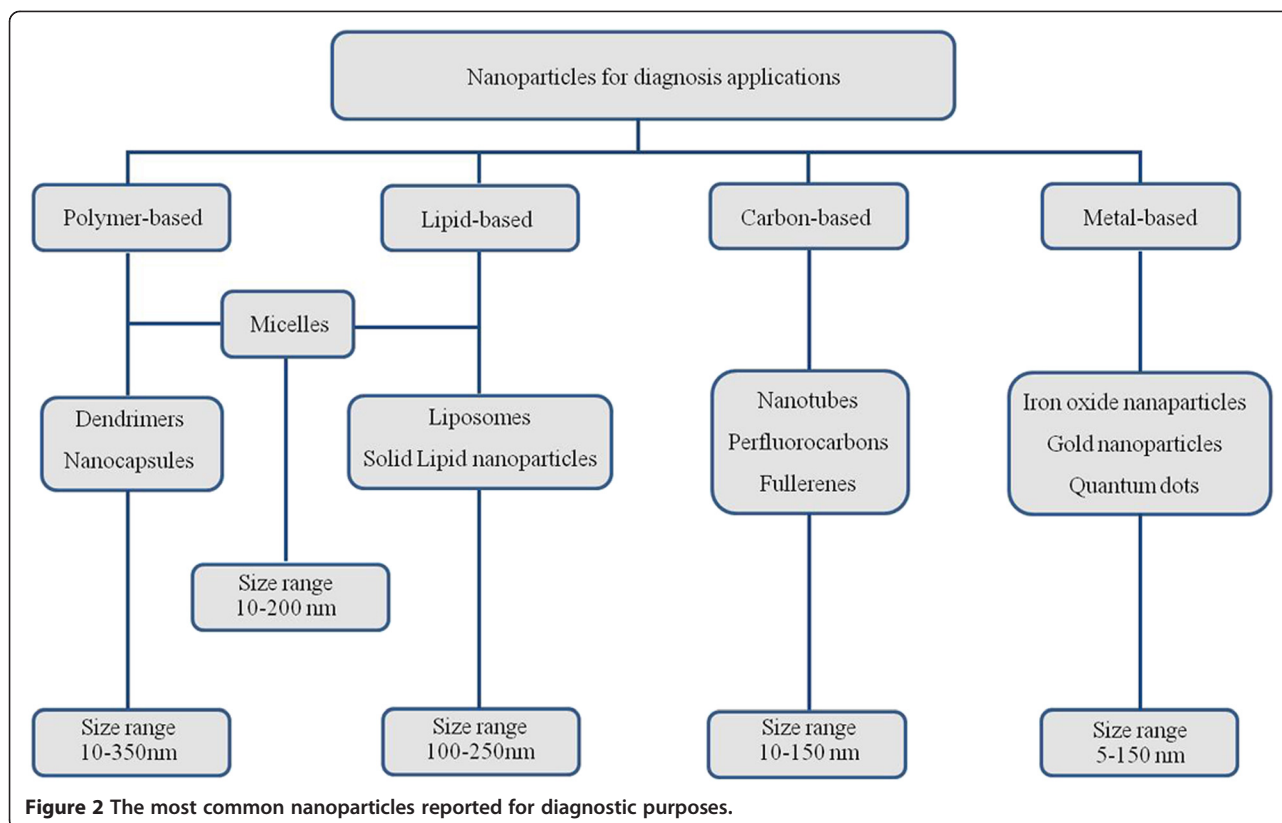 Nanoparticles for diagnosis applications
Polymer-based
Lipid-based
Carbon-based
Metal-based
Micelles
Dendrimers
Nanocapsules
Liposomes
Solid Lipid nanoparticles
Nanotubes
Perfluorocarbons
Fullerenes
Iron oxide nanaparticles
Gold nanoparticles
Quantum dots
Size range
10-200 nm
Size range
10-350nm
Size range
100-250nm
Size range
10-150 nm
Size range
5-150 nm
Figure 2 The most common nanoparticles reported for diagnostic purposes.